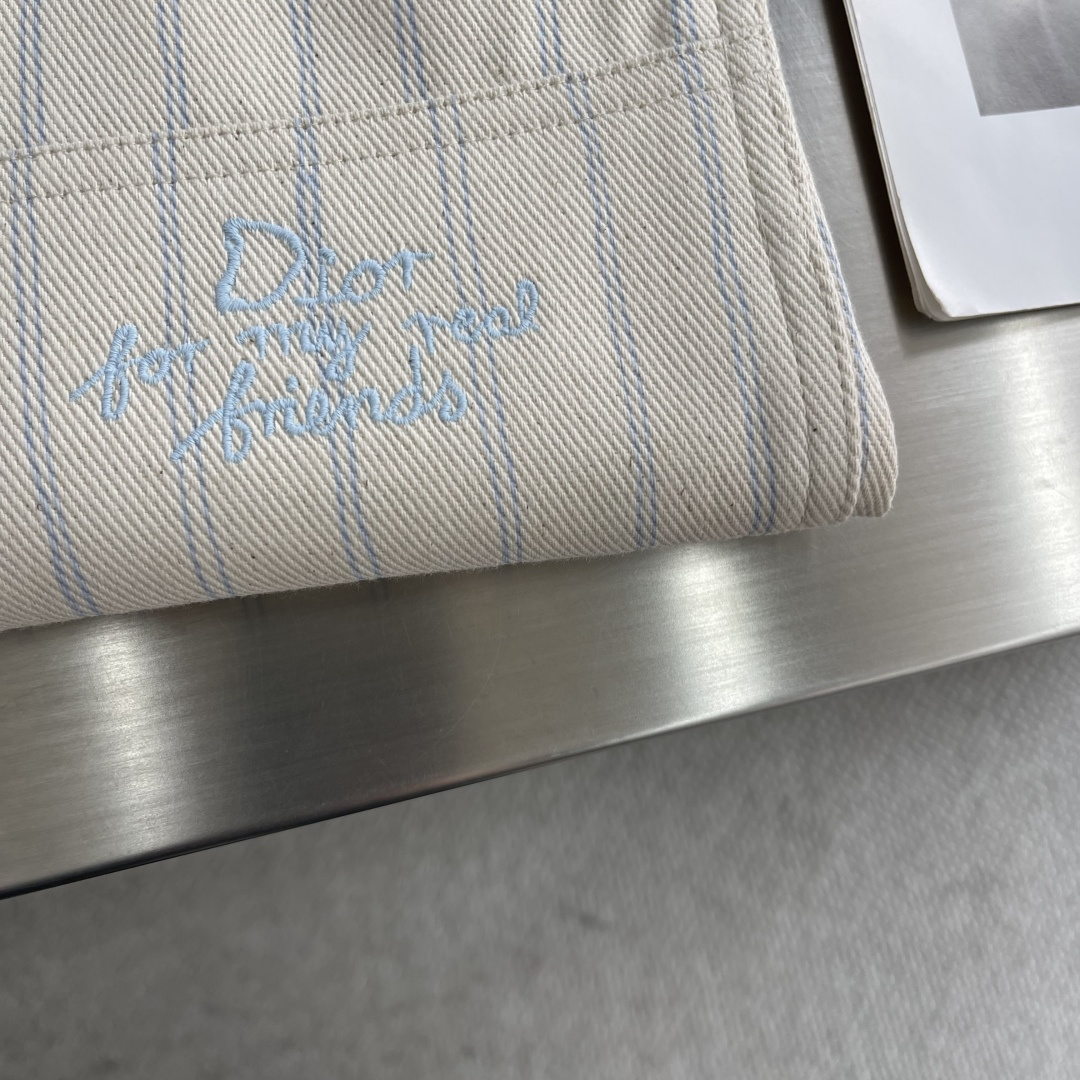 Dior
for my real
friends